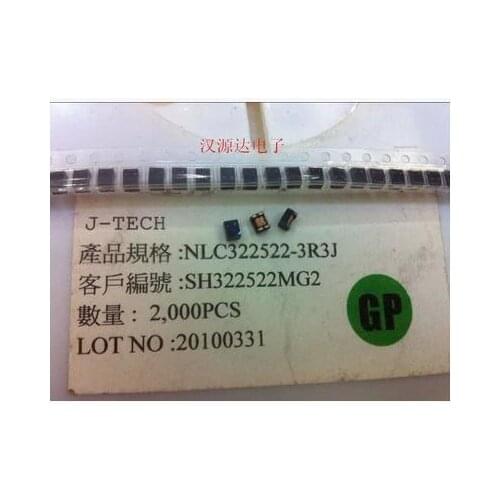 汉源达电子
J-TECH
產品規格:NLC322522-3R3J
客戶編號:SH322522MG2
數量: 2,000PCS
LOT NO :20100331
GP